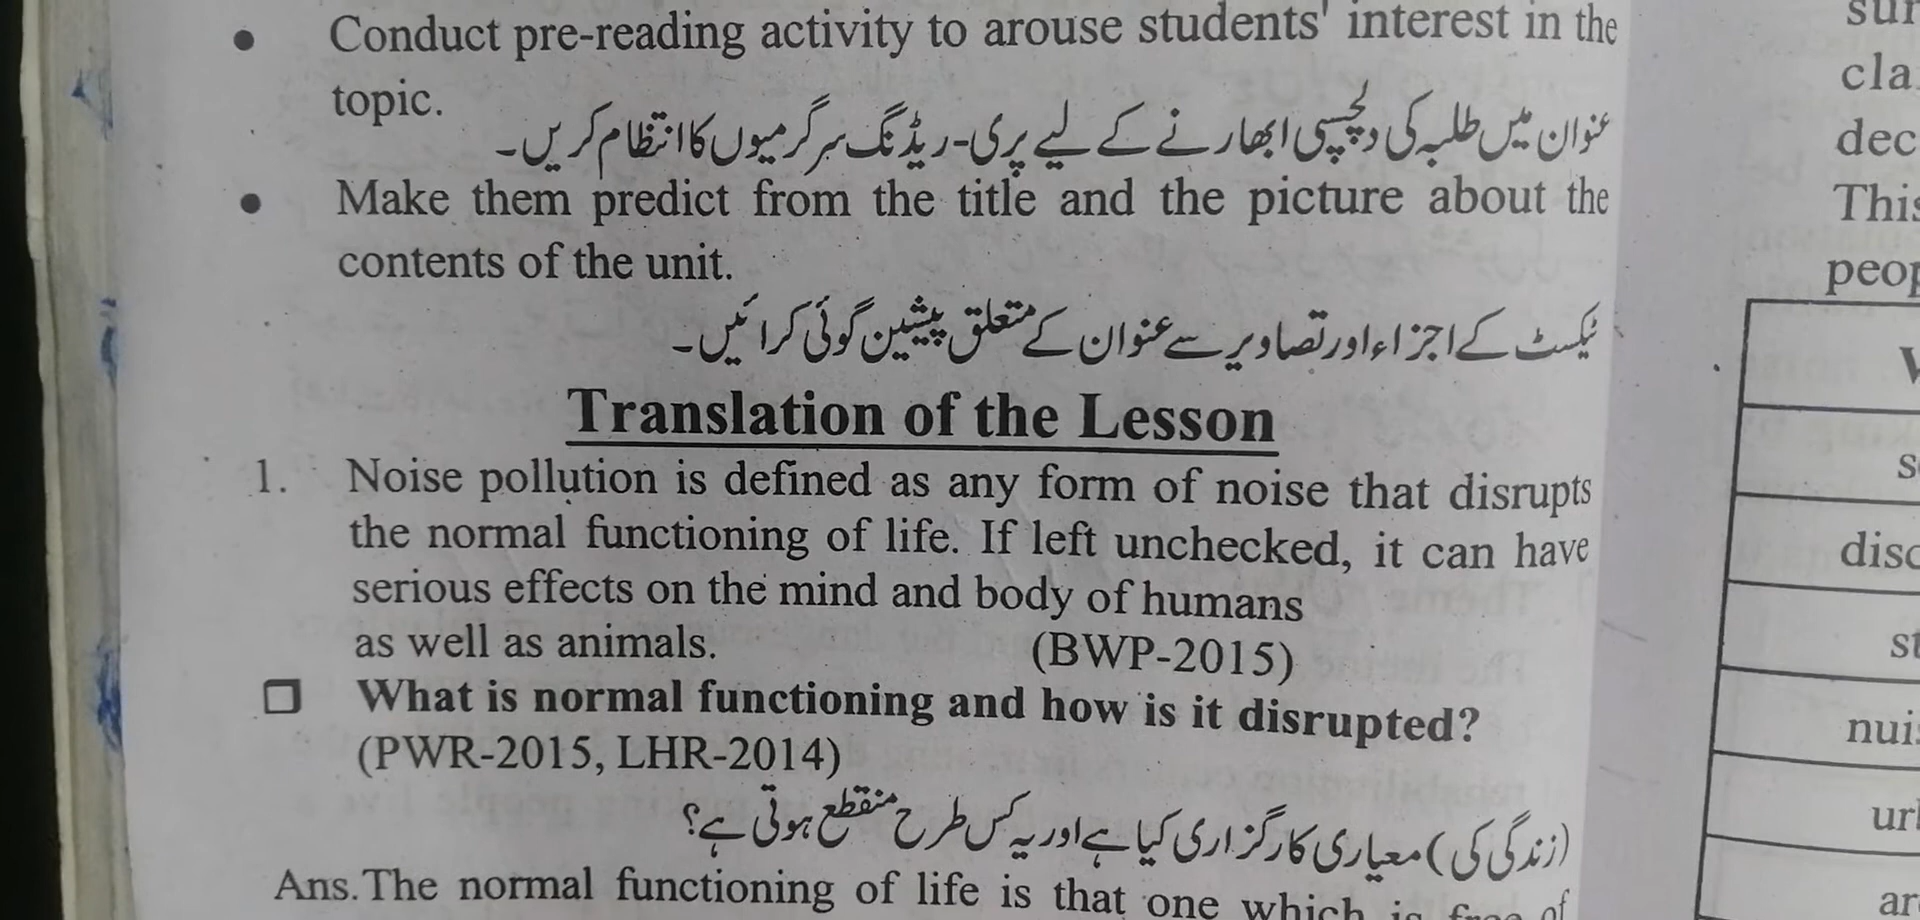 • Conduct pre-reading activity to arouse students' interest in the
topic.
عنوان میں طلبہ کی دلچسپی ابھارنے کے لیے پری-ریڈنگ سرگرمیوں کا انتظام کریں۔
• Make them predict from the title and the picture about the
contents of the unit.
ٹیکسٹ کے اجزاء اور تصاویر سے عنوان کے متعلق پیشین گوئی کرائیں۔
Translation of the Lesson
1. Noise pollution is defined as any form of noise that disrupts
the normal functioning of life. If left unchecked, it can have
serious effects on the mind and body of humans
as well as animals. (BWP-2015)
❒ What is normal functioning and how is it disrupted?
(PWR-2015, LHR-2014)
(زندگی کی) معیاری کارگزاری کیا ہے اور یہ کس طرح منقطع ہوتی ہے؟
Ans. The normal functioning of life is that one which is free of
dec
This